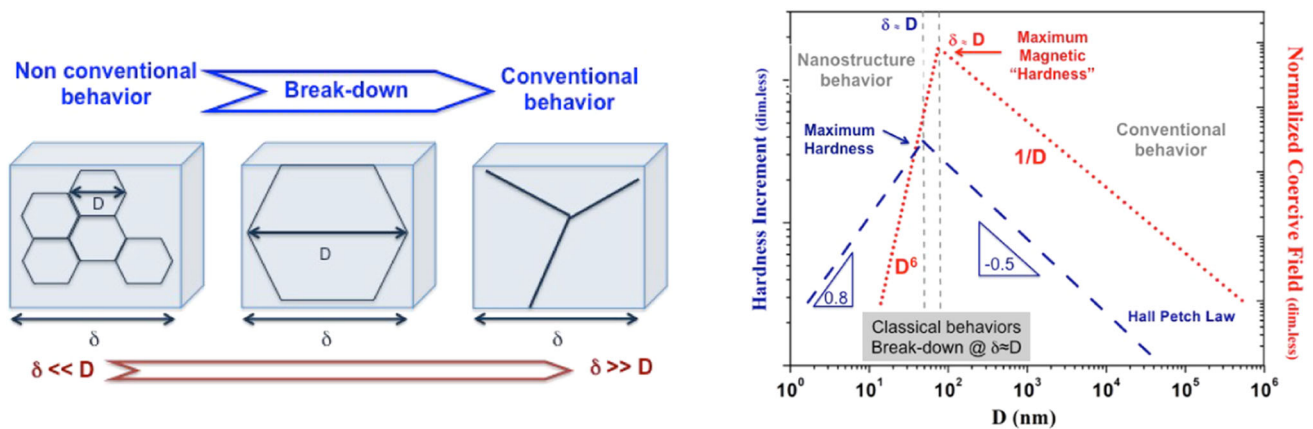 Non conventional
behavior
Break-down
Conventional
behavior
D
D
δ
δ
δ
δ << D
δ >> D
Hardness Increment (dim.less)
δ ≈ D
δ ≈ D
Maximum
Magnetic
“Hardness”
Nanostructure
behavior
Maximum
Hardness
Conventional
behavior
1/D
D⁶
0.8
-0.5
Hall Petch Law
Classical behaviors
Break-down @ δ≈D
10⁰
10¹
10²
10³
10⁴
10⁵
10⁶
D (nm)
Normalized Coercive Field (dim.less)